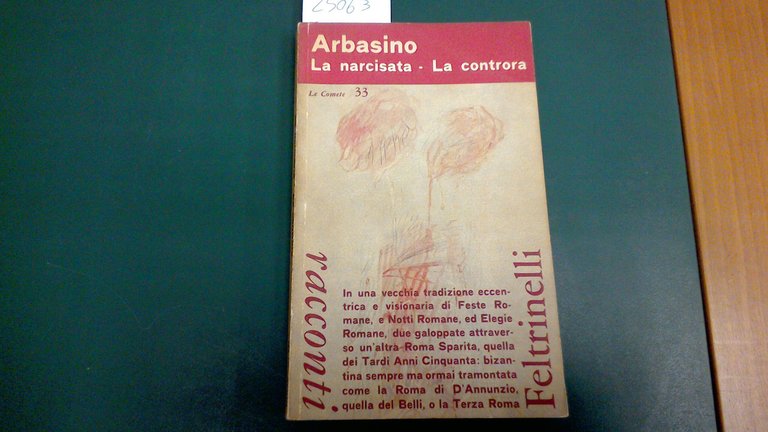 25063
Arbasino
La narcisata - La controra
Le Comete 33
racconti
In una vecchia tradizione eccen-
trica e visionaria di Feste Ro-
mane, e Notti Romane, ed Elegie
Romane, due galoppate attraver-
so un'altra Roma Sparita, quella
dei Tardi Anni Cinquanta: bizan-
tina sempre ma ormai tramontata
come la Roma di D'Annunzio,
quella del Belli, o la Terza Roma
Feltrinelli